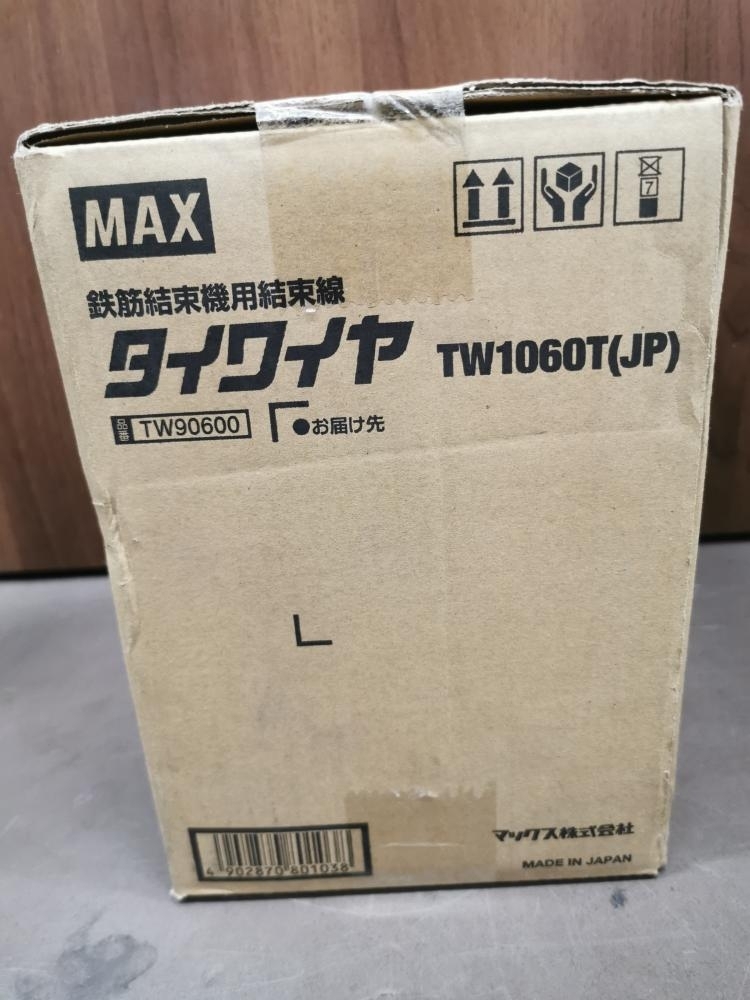 MAX
7
鉄筋結束機用結束線
タイワイヤ TW1060T(JP)
品番 TW90600 ●お届け先
4 902870 801038
マックス株式会社
MADE IN JAPAN